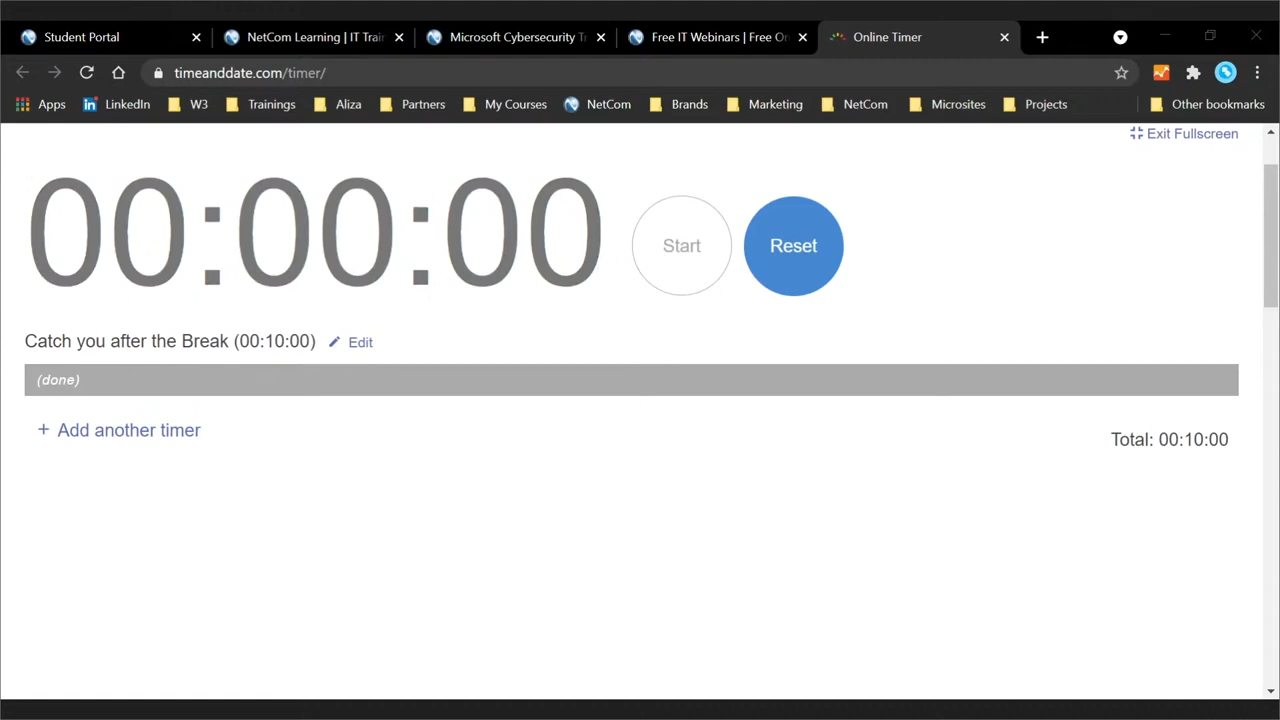 Student Portal
NetCom Learning | IT Train
Microsoft Cybersecurity Tr
Free IT Webinars | Free On
Online Timer
timeanddate.com/timer/
Apps
LinkedIn
W3
Trainings
Aliza
Partners
My Courses
NetCom
Brands
Marketing
NetCom
Microsites
Projects
Other bookmarks
Exit Fullscreen
00:00:00
Start
Reset
Catch you after the Break (00:10:00)
Edit
(done)
+ Add another timer
Total: 00:10:00